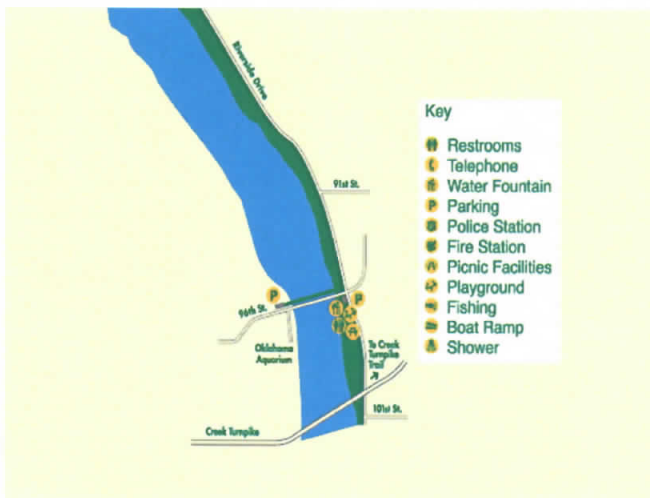 Riverside Drive
91st St.
96th St.
P
P
Oklahoma
Aquarium
To Creek
Turnpike
Trail
101st St.
Creek Turnpike
Key
Restrooms
Telephone
Water Fountain
P Parking
Police Station
Fire Station
Picnic Facilities
Playground
Fishing
Boat Ramp
Shower